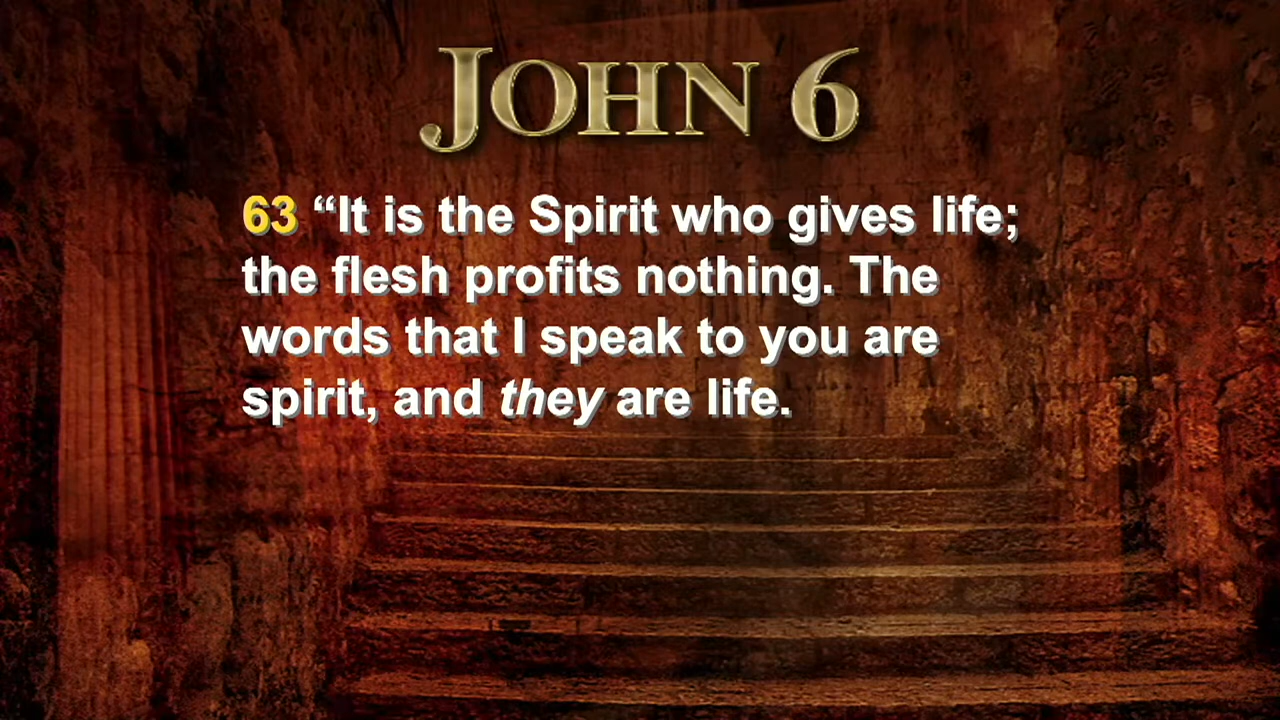 JOHN 6
63 “It is the Spirit who gives life;
the flesh profits nothing. The
words that I speak to you are
spirit, and they are life.